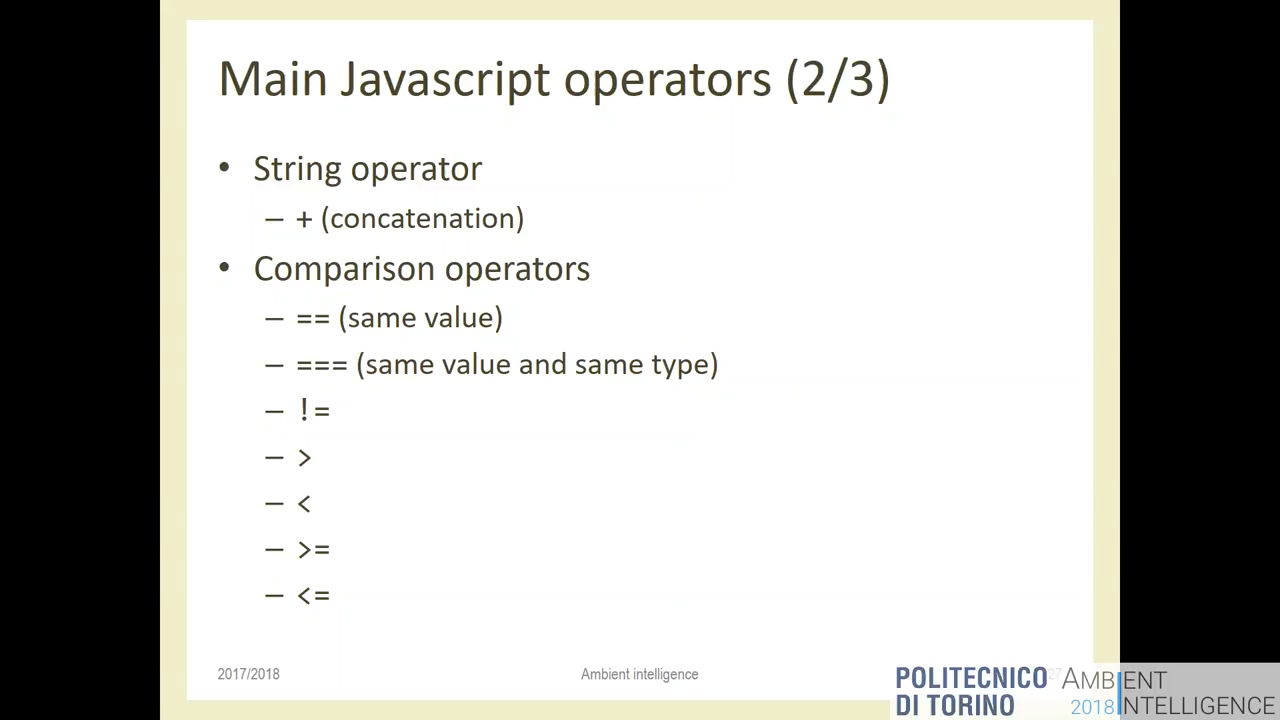 Main Javascript operators (2/3)
• String operator
– + (concatenation)
• Comparison operators
– == (same value)
– === (same value and same type)
– !=
– >
– <
– >=
– <=
2017/2018
Ambient intelligence
27
POLITECNICO
DI TORINO
AMBIENT
2018 INTELLIGENCE